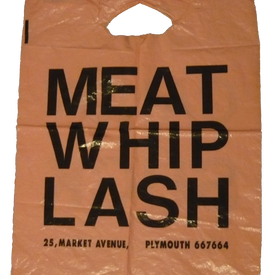 MEAT
WHIP
LASH
25, MARKET AVENUE, PLYMOUTH 667664